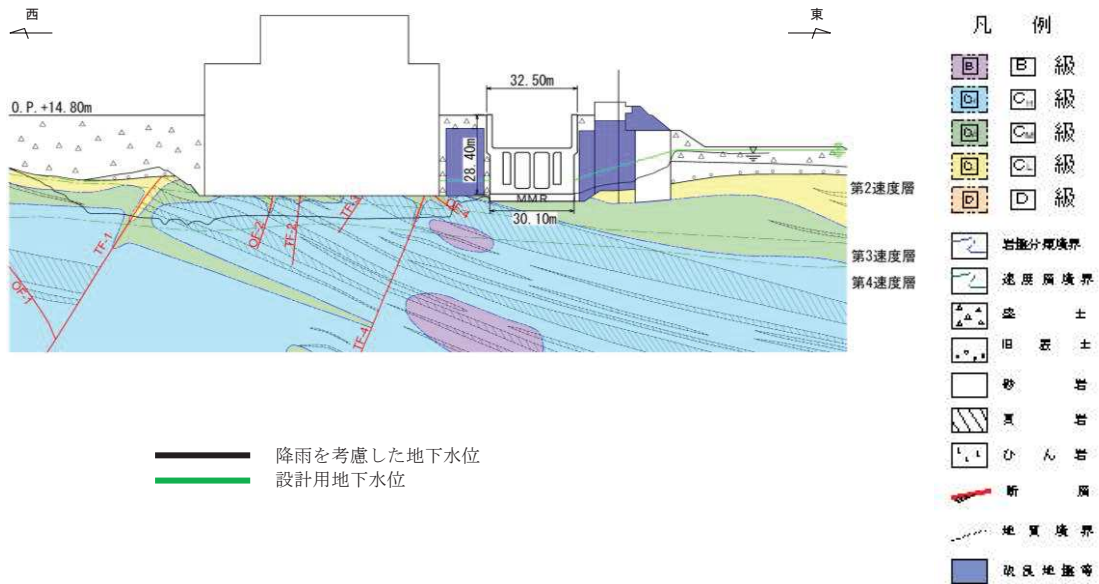 西
東
O.P.+14.80m
32.50m
28.40m
MMR
30.10m
第2速度層
第3速度層
第4速度層
TF-1
OF-1
OF-2
TF-2
TF-4
降雨を考慮した地下水位
設計用地下水位
凡 例
B B 級
CH 級
CM 級
CL 級
D D 級
岩盤分類境界
速度層境界
盛 土
旧 表 土
砂 岩
頁 岩
ひ ん 岩
断 層
地 質 境 界
改 良 地 盤 等